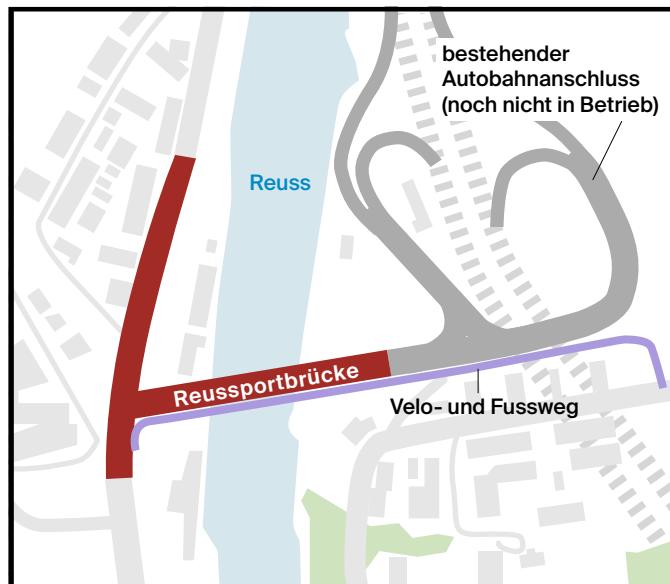 bestehender
Autobahnanschluss
(noch nicht in Betrieb)
Reuss
Reussportbrücke
Velo- und Fussweg